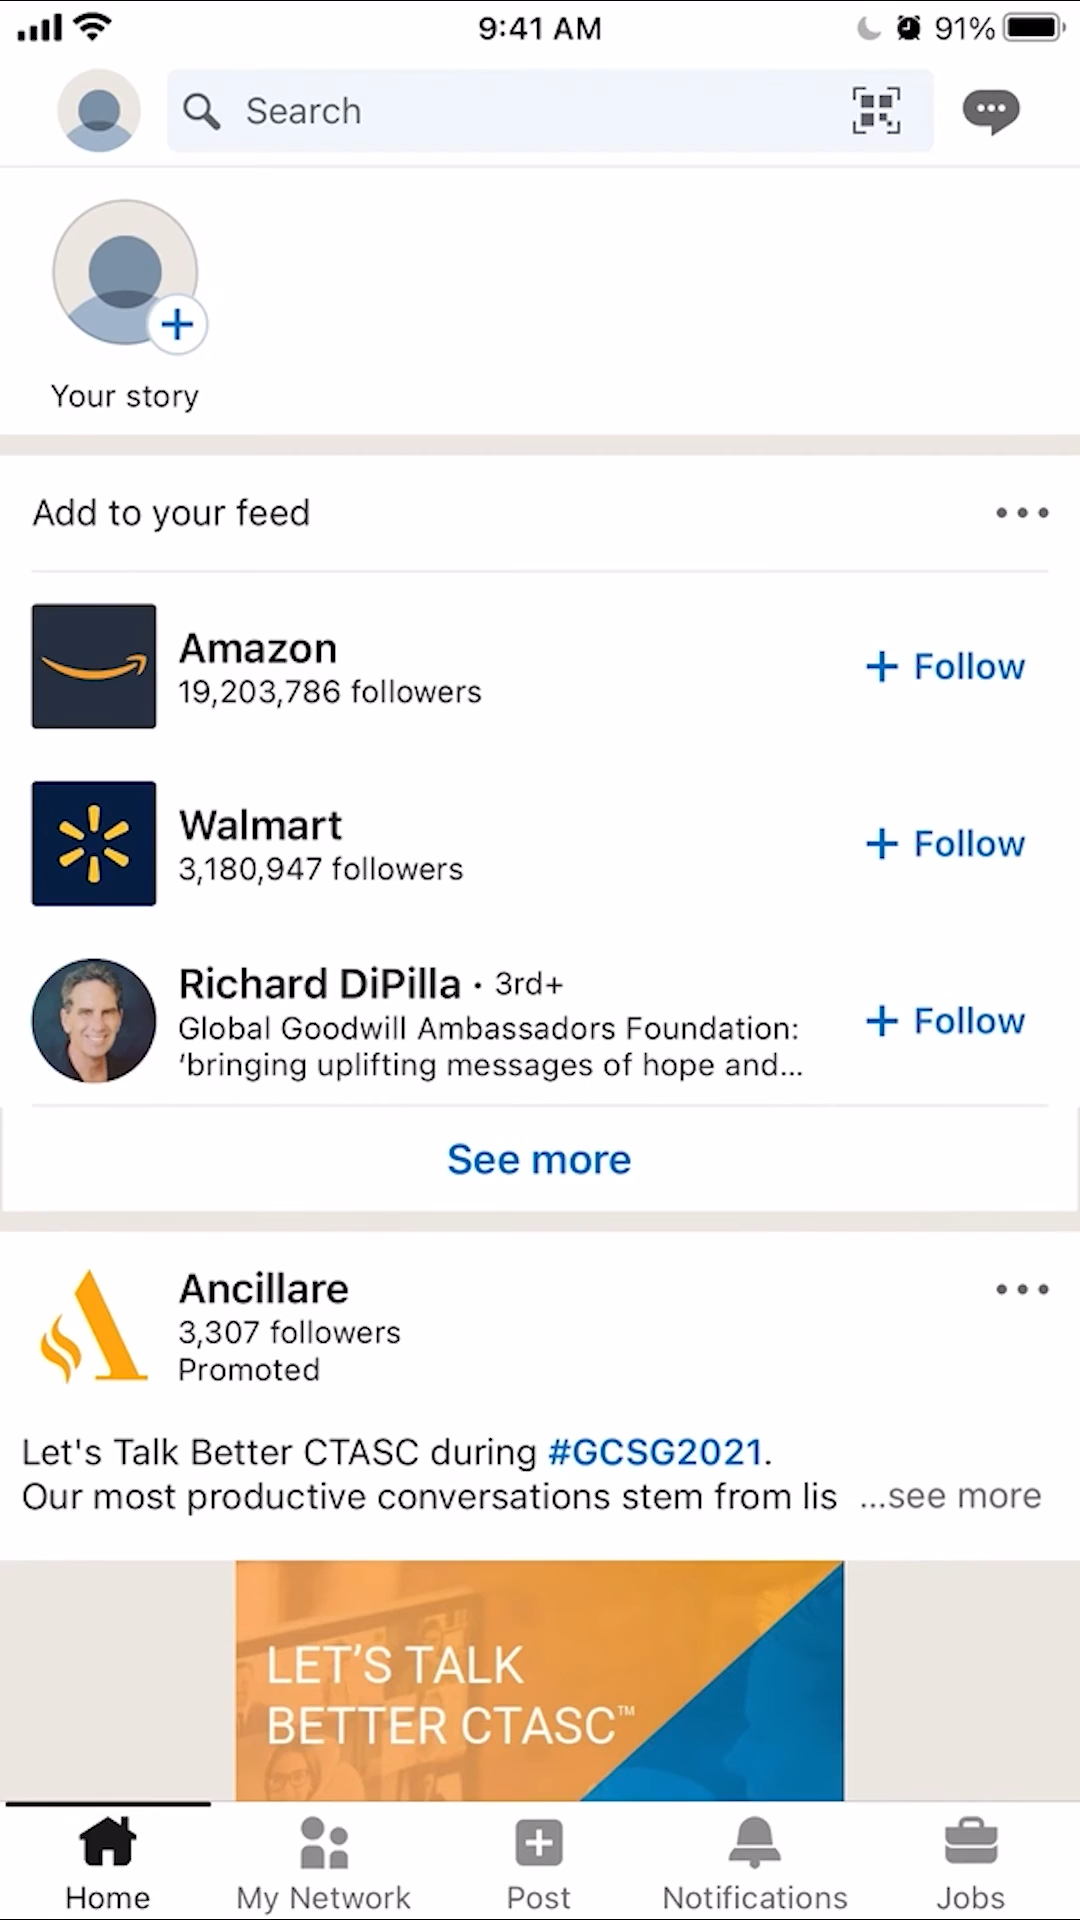 9:41 AM
91%
Search
Your story
Add to your feed
Amazon
19,203,786 followers
+ Follow
Walmart
3,180,947 followers
+ Follow
Richard DiPilla · 3rd+
Global Goodwill Ambassadors Foundation:
‘bringing uplifting messages of hope and...
+ Follow
See more
Ancillare
3,307 followers
Promoted
Let's Talk Better CTASC during #GCSG2021.
Our most productive conversations stem from lis ...see more
LET’S TALK
BETTER CTASC™
Home
My Network
Post
Notifications
Jobs